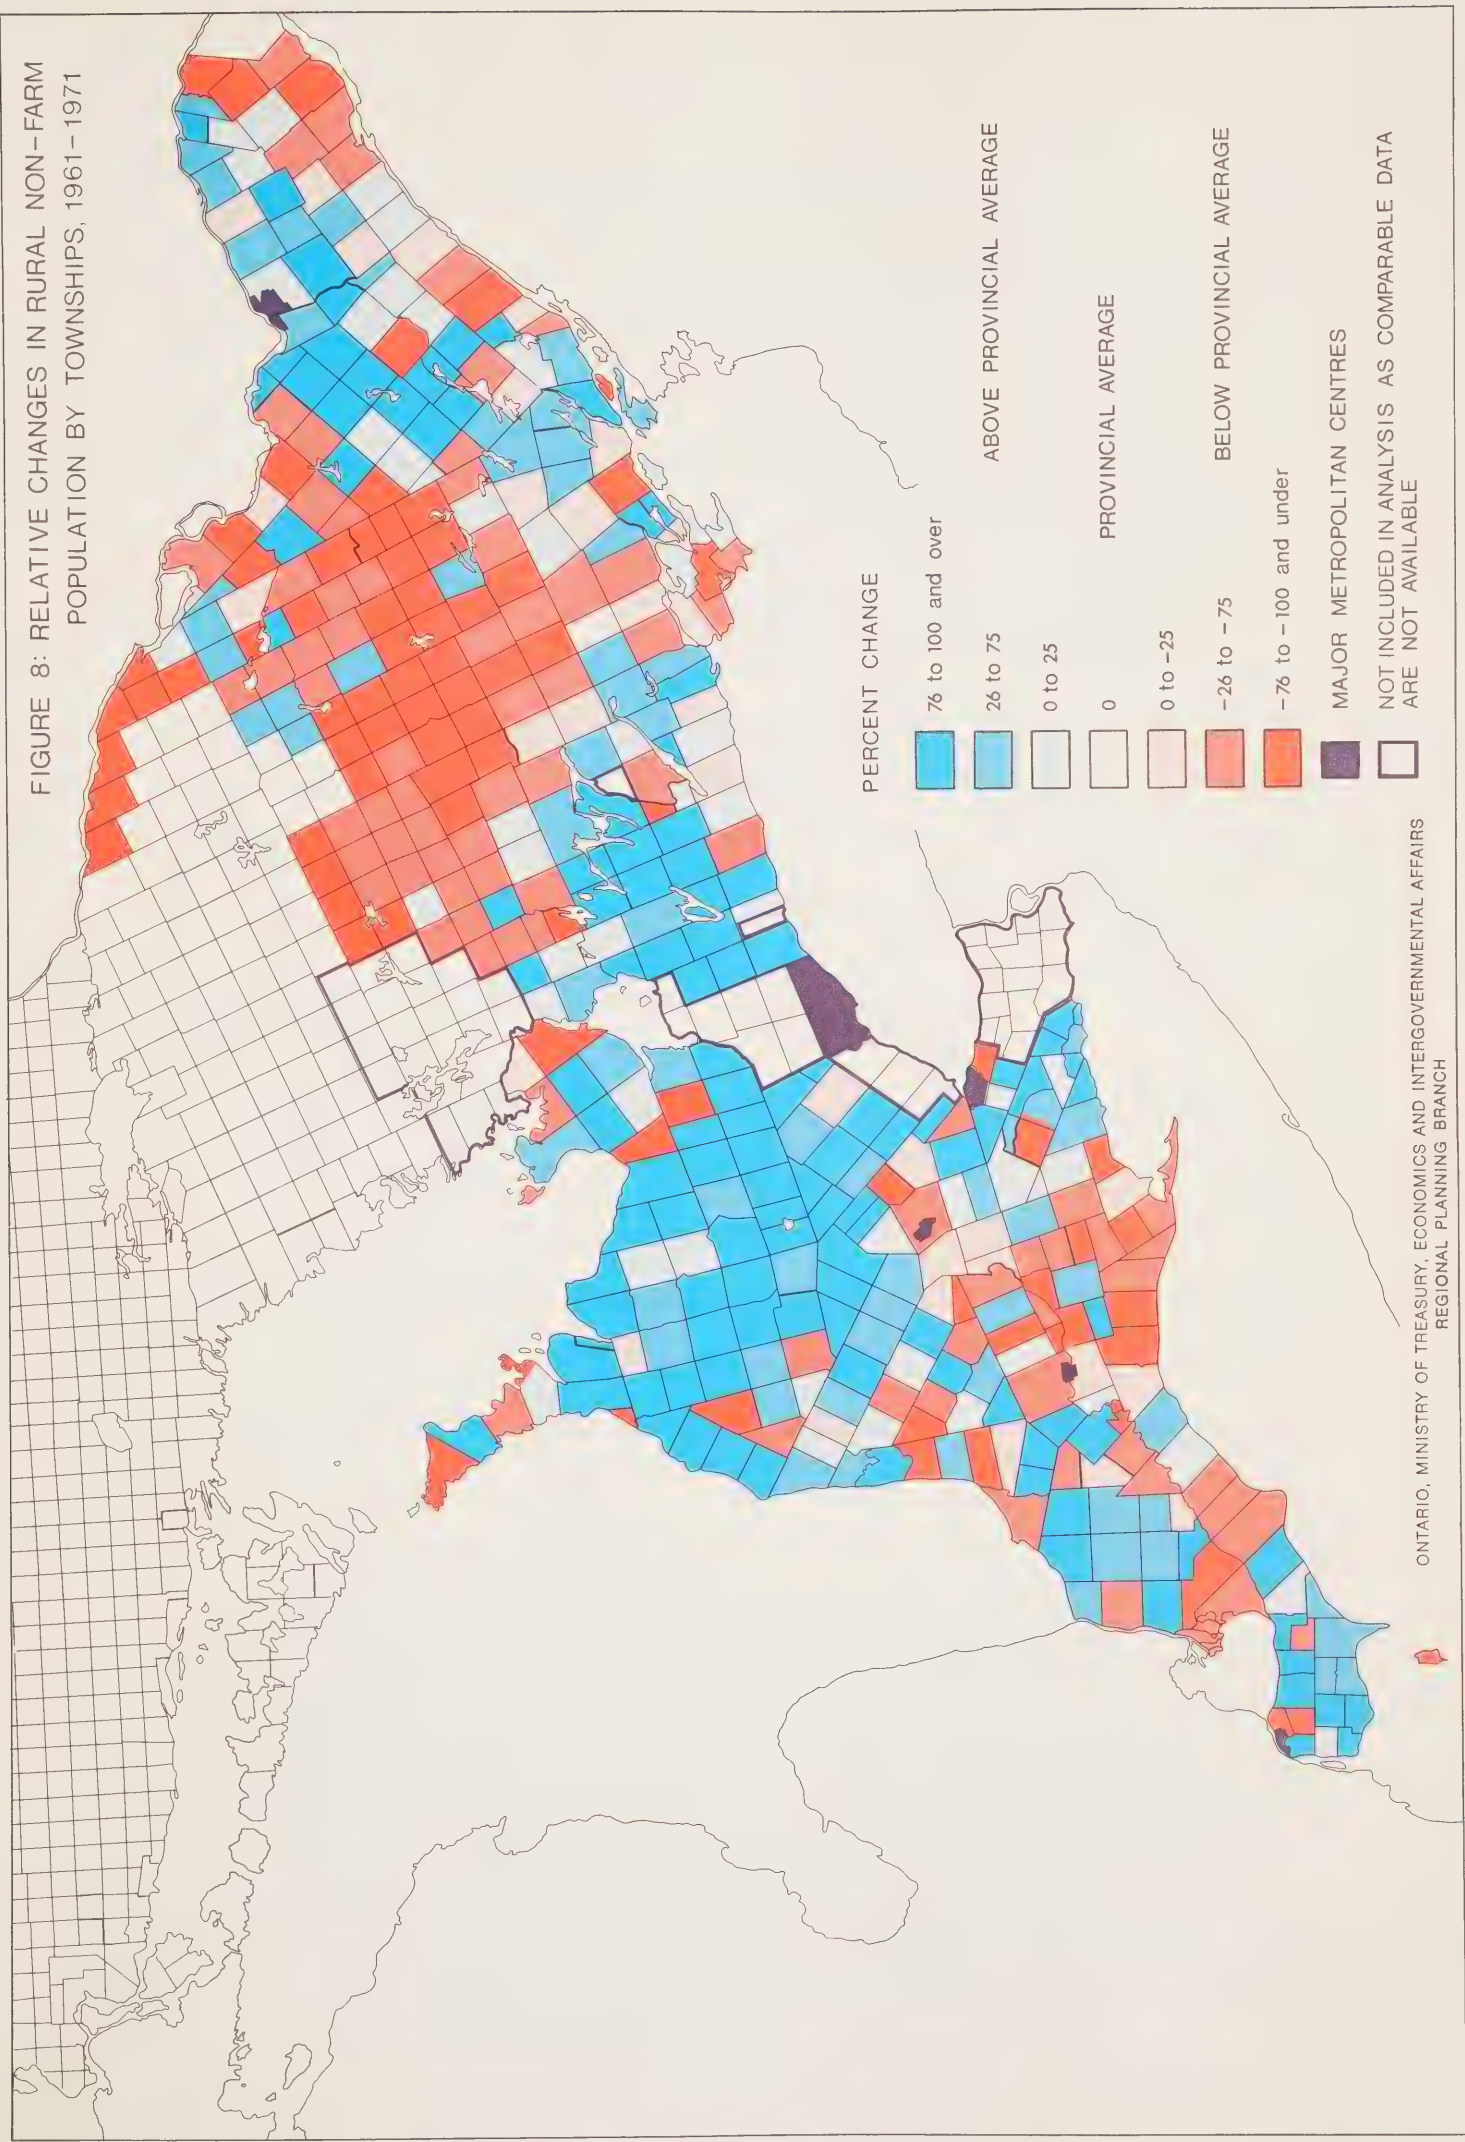 FIGURE 8: RELATIVE CHANGES IN RURAL NON-FARM
POPULATION BY TOWNSHIPS, 1961-1971
PERCENT CHANGE
76 to 100 and over
26 to 75
ABOVE PROVINCIAL AVERAGE
0 to 25
0
PROVINCIAL AVERAGE
0 to -25
-26 to -75
BELOW PROVINCIAL AVERAGE
-76 to -100 and under
MAJOR METROPOLITAN CENTRES
NOT INCLUDED IN ANALYSIS AS COMPARABLE DATA
ARE NOT AVAILABLE
ONTARIO, MINISTRY OF TREASURY, ECONOMICS AND INTERGOVERNMENTAL AFFAIRS
REGIONAL PLANNING BRANCH